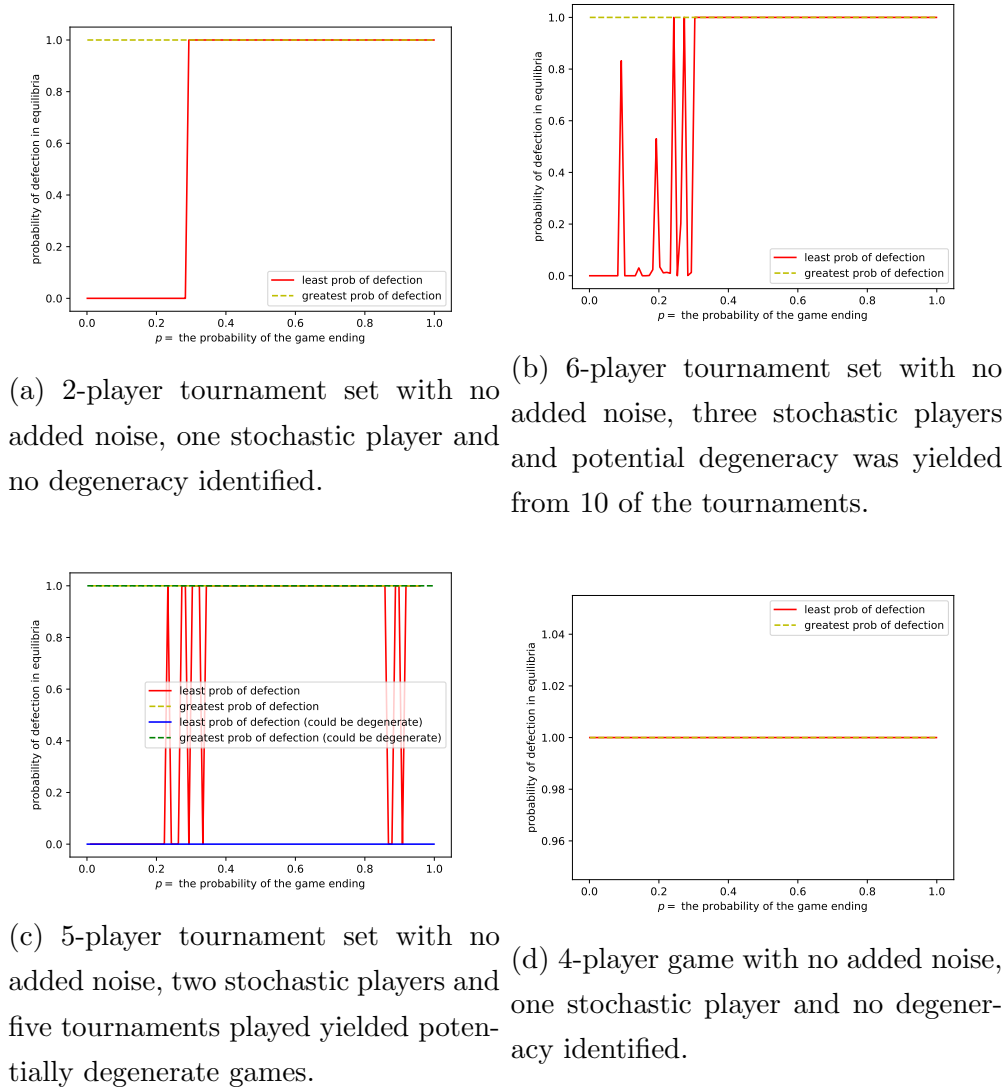 1.0
0.8
0.6
0.4
0.2
0.0
probability of defection in equilibria
least prob of defection
greatest prob of defection
0.0 0.2 0.4 0.6 0.8 1.0
p = the probability of the game ending
(a) 2-player tournament set with no
added noise, one stochastic player and
no degeneracy identified.
1.0
0.8
0.6
0.4
0.2
0.0
probability of defection in equilibria
least prob of defection
greatest prob of defection
0.0 0.2 0.4 0.6 0.8 1.0
p = the probability of the game ending
(b) 6-player tournament set with no
added noise, three stochastic players
and potential degeneracy was yielded
from 10 of the tournaments.
1.0
0.8
0.6
0.4
0.2
0.0
probability of defection in equilibria
least prob of defection
greatest prob of defection
least prob of defection (could be degenerate)
greatest prob of defection (could be degenerate)
0.0 0.2 0.4 0.6 0.8 1.0
p = the probability of the game ending
(c) 5-player tournament set with no
added noise, two stochastic players and
five tournaments played yielded poten-
tially degenerate games.
least prob of defection
greatest prob of defection
1.04
1.02
1.00
0.98
0.96
probability of defection in equilibria
0.0 0.2 0.4 0.6 0.8 1.0
p = the probability of the game ending
(d) 4-player game with no added noise,
one stochastic player and no degener-
acy identified.